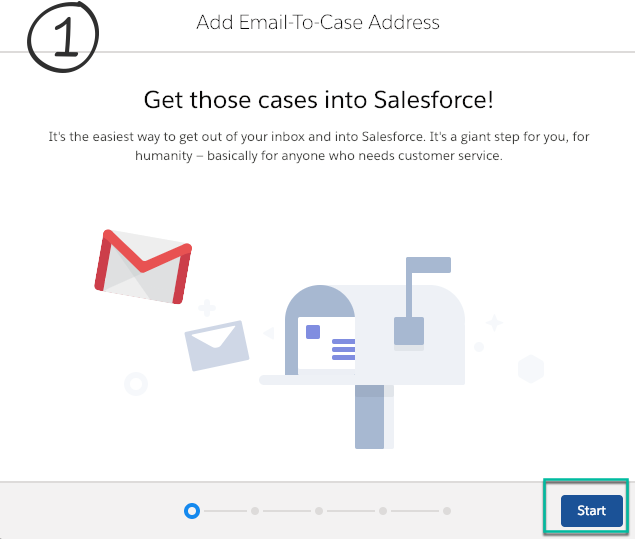 1
Add Email-To-Case Address
Get those cases into Salesforce!
It's the easiest way to get out of your inbox and into Salesforce. It's a giant step for you, for
humanity – basically for anyone who needs customer service.
Start